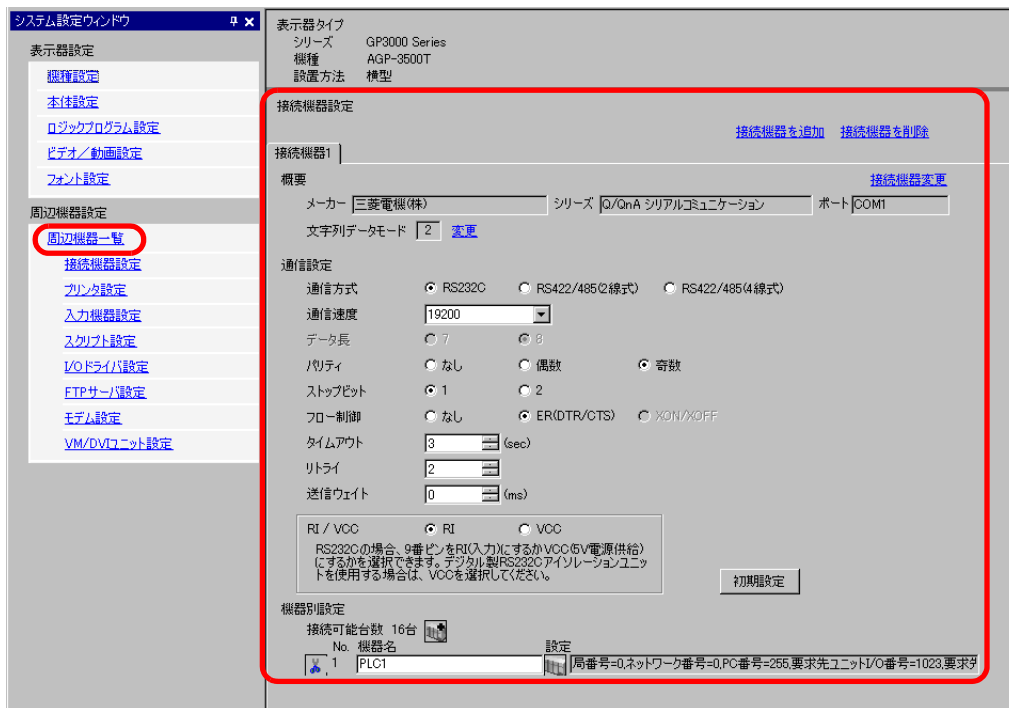 システム設定ウィンドウ
表示器設定
機種設定
本体設定
ロジックプログラム設定
ビデオ／動画設定
フォント設定
周辺機器設定
周辺機器一覧
接続機器設定
プリンタ設定
入力機器設定
スクリプト設定
I/Oドライバ設定
FTPサーバ設定
モデム設定
VM/DVIユニット設定
表示器タイプ
シリーズ GP3000 Series
機種 AGP-3500T
設置方法 横型
接続機器設定
接続機器を追加 接続機器を削除
接続機器1
概要 接続機器変更
メーカー 三菱電機(株) シリーズ Q/QnA シリアルコミュニケーション ポート COM1
文字列データモード 2 変更
通信設定
通信方式 RS232C RS422/485(2線式) RS422/485(4線式)
通信速度 19200
データ長 7 8
パリティ なし 偶数 奇数
ストップビット 1 2
フロー制御 なし ER(DTR/CTS) XON/XOFF
タイムアウト 3 (sec)
リトライ 2
送信ウェイト 0 (ms)
RI / VCC RI VCC
RS232Cの場合、9番ピンをRI(入力)にするかVCC(5V電源供給)
にするかを選択できます。デジタル製RS232Cアイソレーションユニッ
トを使用する場合は、VCCを選択してください。
初期設定
機器別設定
接続可能台数 16台
No. 機器名 設定
1 PLC1 局番号=0,ネットワーク番号=0,PC番号=255,要求先ユニットI/O番号=1023,要求